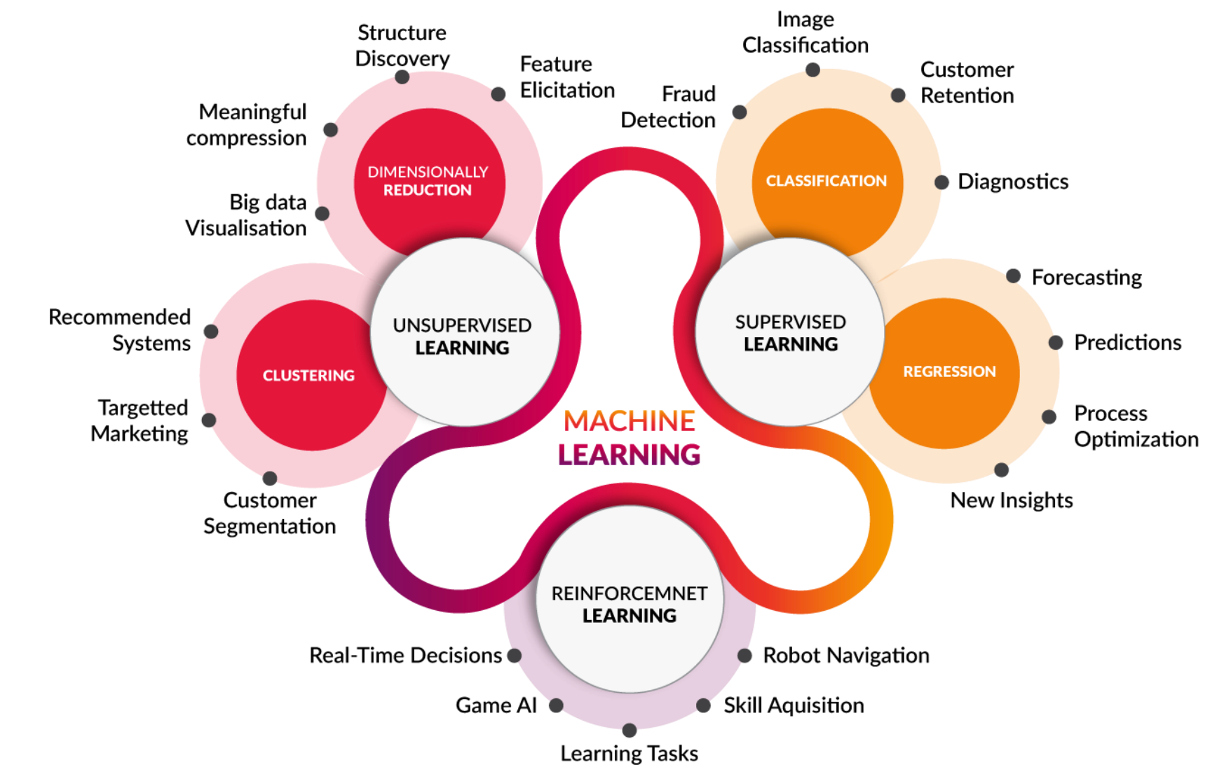 Structure
Discovery
Feature
Elicitation
Meaningful
compression
Big data
Visualisation
DIMENSIONALLY
REDUCTION
Recommended
Systems
Targetted
Marketing
Customer
Segmentation
CLUSTERING
UNSUPERVISED
LEARNING
Image
Classification
Fraud
Detection
Customer
Retention
Diagnostics
CLASSIFICATION
SUPERVISED
LEARNING
Forecasting
Predictions
Process
Optimization
New Insights
REGRESSION
MACHINE
LEARNING
REINFORCEMNET
LEARNING
Real-Time Decisions
Game AI
Learning Tasks
Skill Aquisition
Robot Navigation